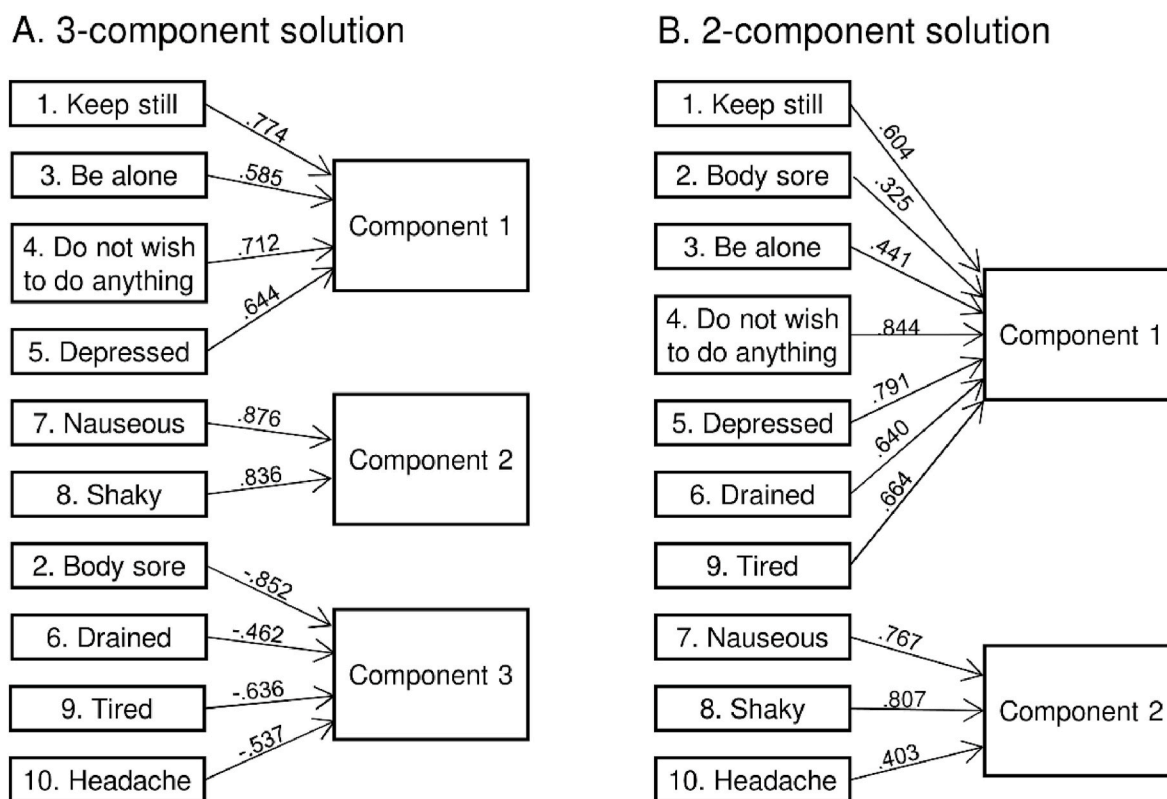 A. 3-component solution
1. Keep still
.774
3. Be alone
.585
4. Do not wish
to do anything
.712
5. Depressed
.644
Component 1
7. Nauseous
.876
8. Shaky
.836
Component 2
2. Body sore
-.852
6. Drained
-.462
9. Tired
-.636
10. Headache
-.537
Component 3
B. 2-component solution
1. Keep still
.604
2. Body sore
.325
3. Be alone
.441
4. Do not wish
to do anything
.844
5. Depressed
.791
6. Drained
.640
9. Tired
.664
Component 1
7. Nauseous
.767
8. Shaky
.807
10. Headache
.403
Component 2